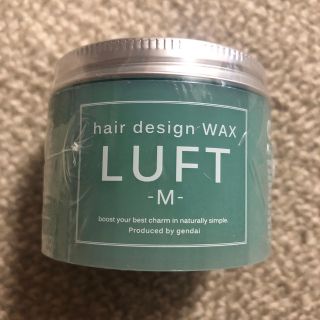 hair design WAX
LUFT
-M-
boost your best charm in naturally simple.
Produced by gendai